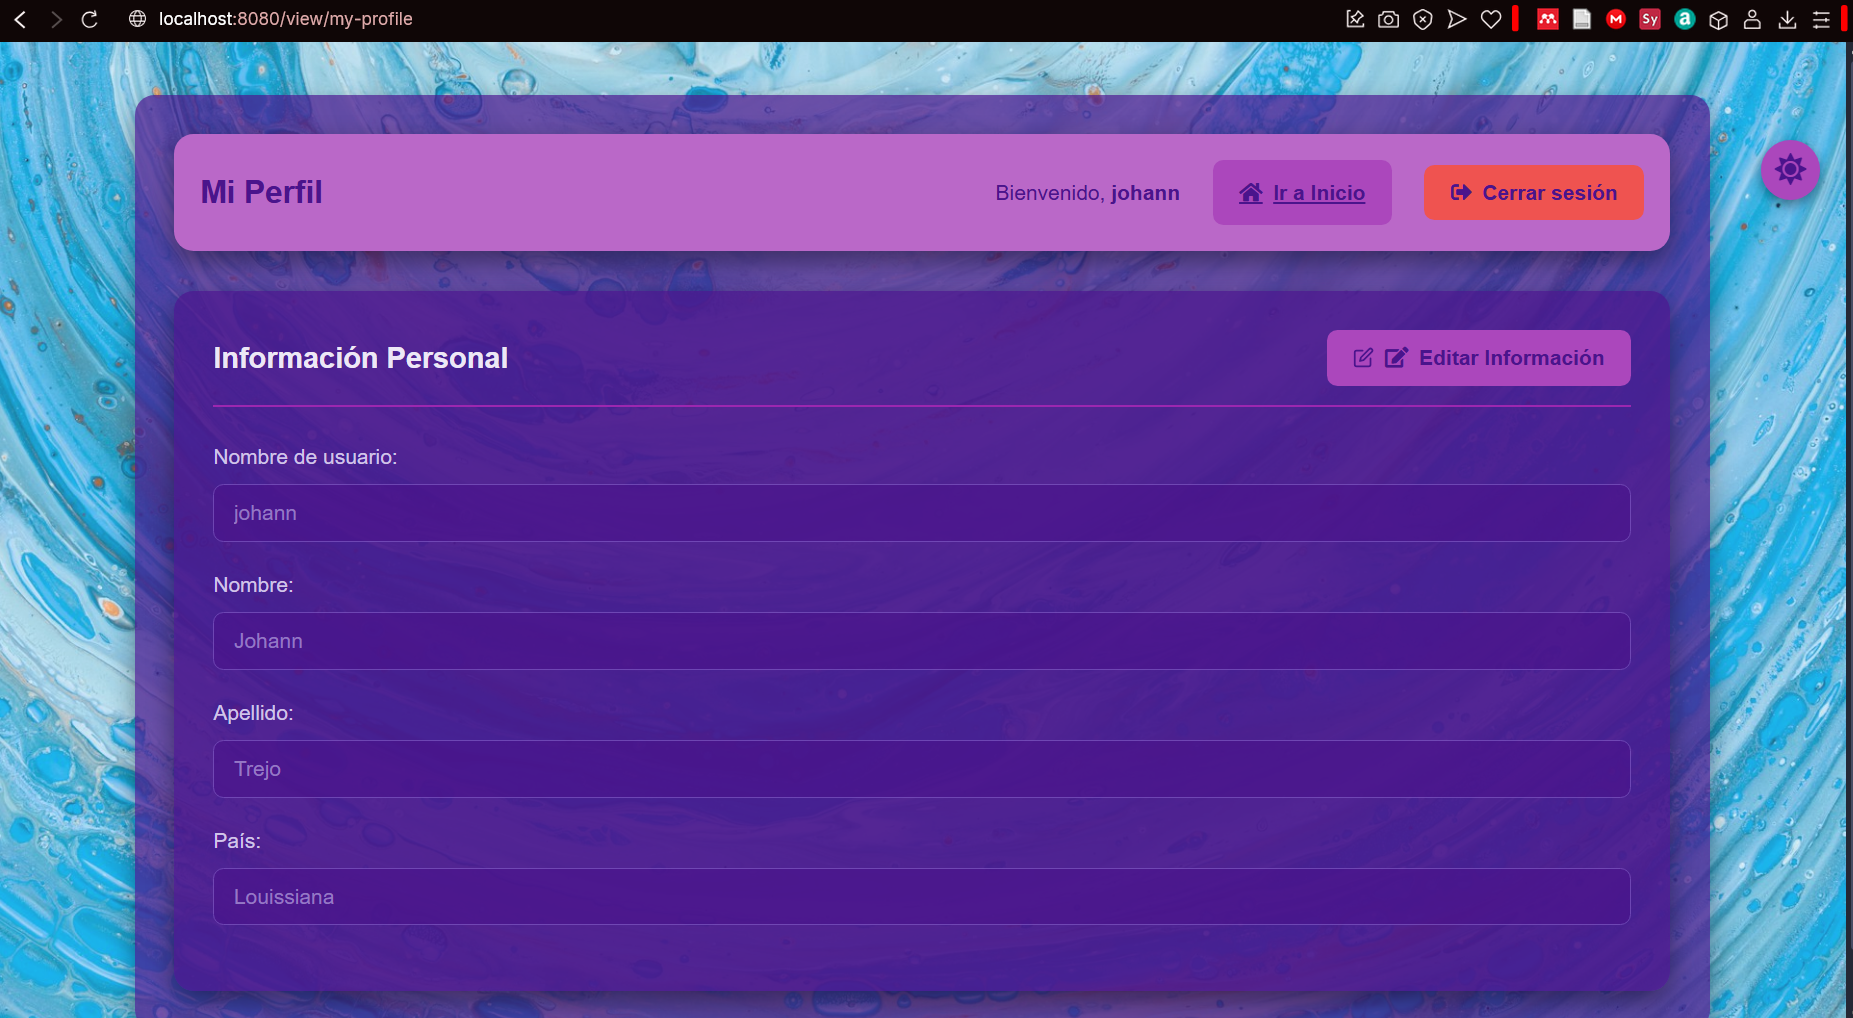 localhost:8080/view/my-profile
Sy
a
Mi Perfil
Bienvenido, johann
Ir a Inicio
Cerrar sesión
Información Personal
Editar Información
Nombre de usuario:
johann
Nombre:
Johann
Apellido:
Trejo
País:
Louissiana